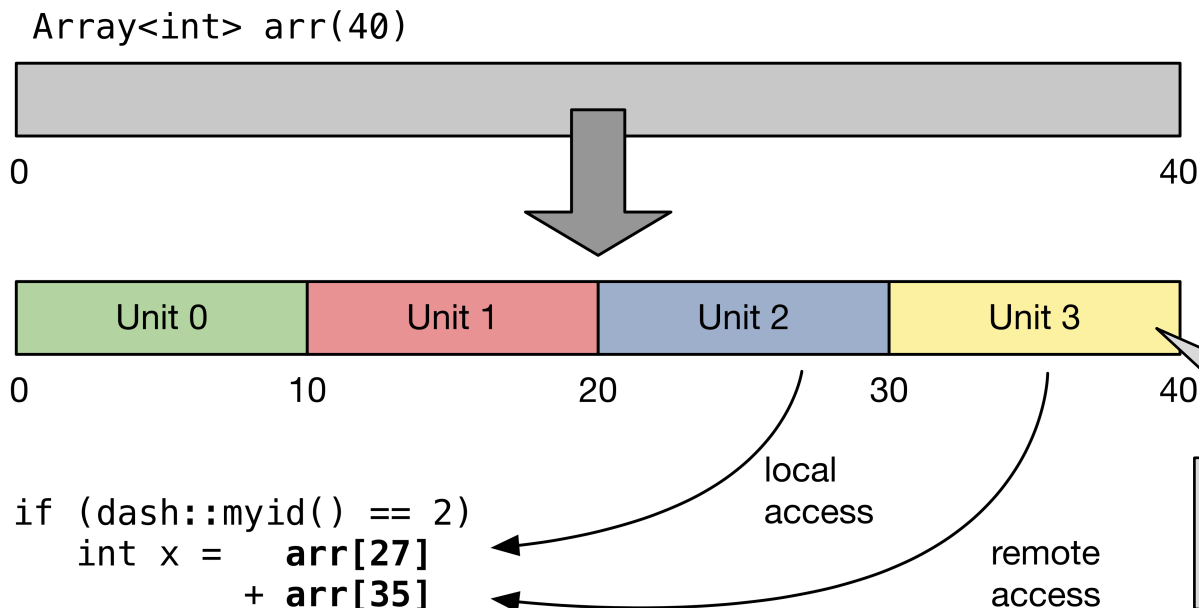 Array<int> arr(40)
0 40
Unit 0 Unit 1 Unit 2 Unit 3
0 10 20 30 40
local
access
if (dash::myid() == 2)
int x = arr[27]
+ arr[35]
remote
access